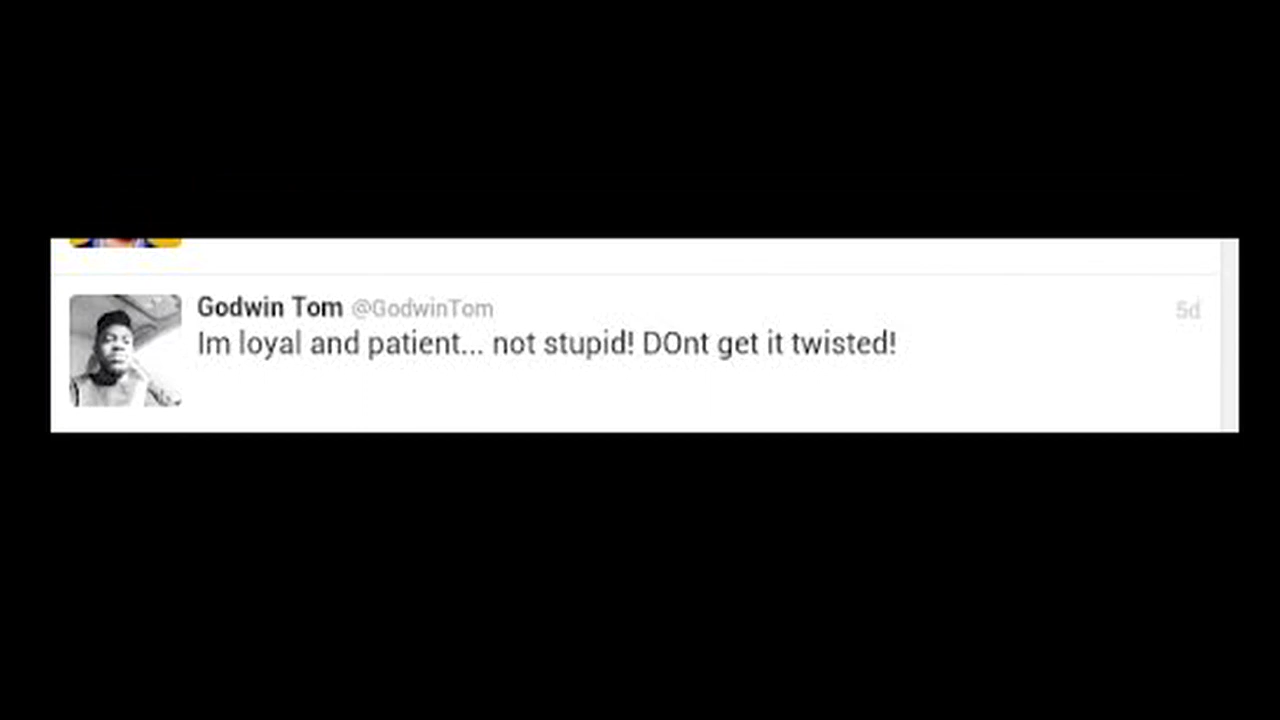 Godwin Tom @GodwinTom 5d
Im loyal and patient... not stupid! DOnt get it twisted!